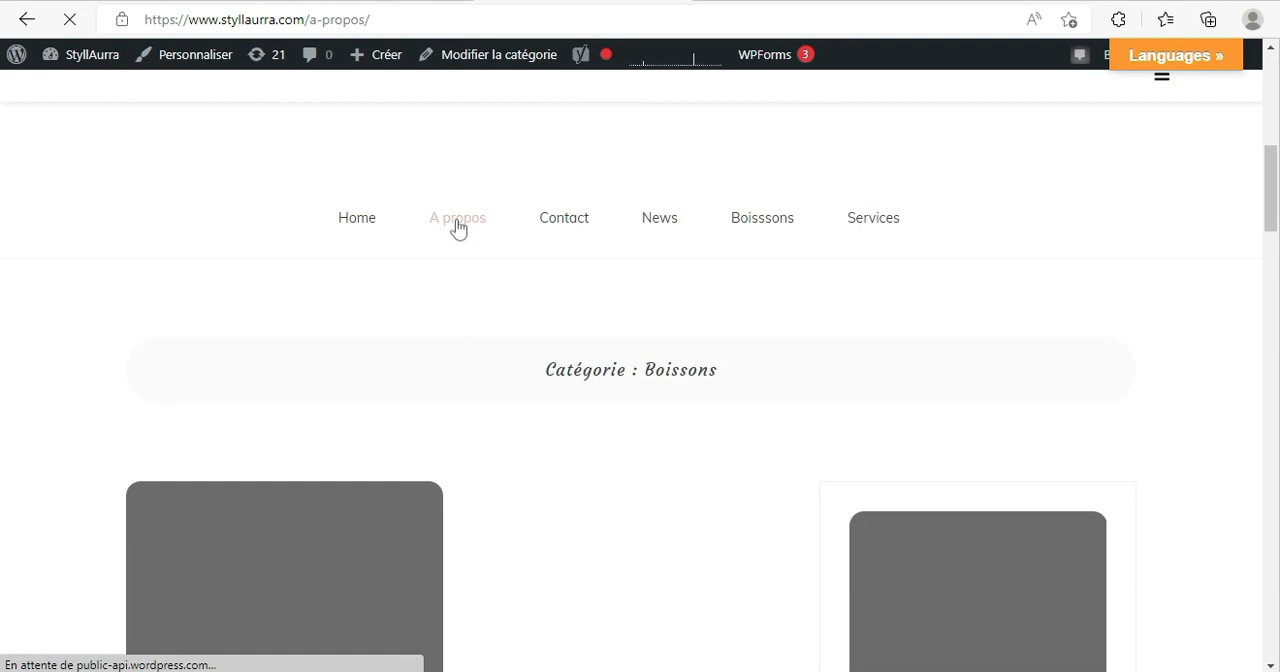 https://www.styllaurra.com/a-propos/
StyllAurra Personnaliser 21 0 Créer Modifier la catégorie WPForms 3
Languages »
Home A propos Contact News Boisssons Services
Catégorie : Boissons
En attente de public-api.wordpress.com...